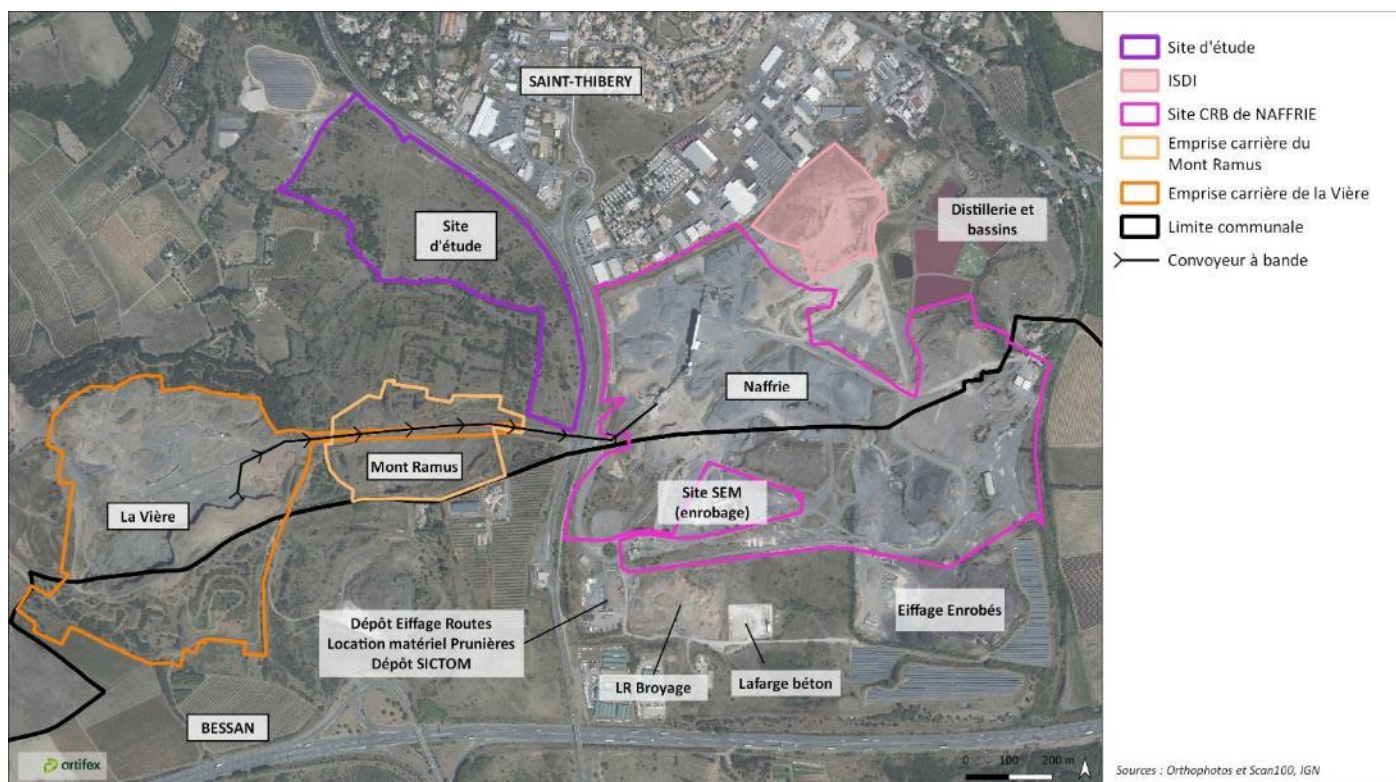 SAINT-THIBERY
Site
d'étude
Distillerie et
bassins
Naffrie
Mont Ramus
La Vière
Site SEM
(enrobage)
Dépôt Eiffage Routes
Location matériel Prunières
Dépôt SICTOM
LR Broyage
Lafarge béton
Eiffage Enrobés
BESSAN
artifex
0 100 200 m
Site d'étude
ISDI
Site CRB de NAFFRIE
Emprise carrière du
Mont Ramus
Emprise carrière de la Vière
Limite communale
Convoyeur à bande
Sources : Orthophotos et Scan100, IGN